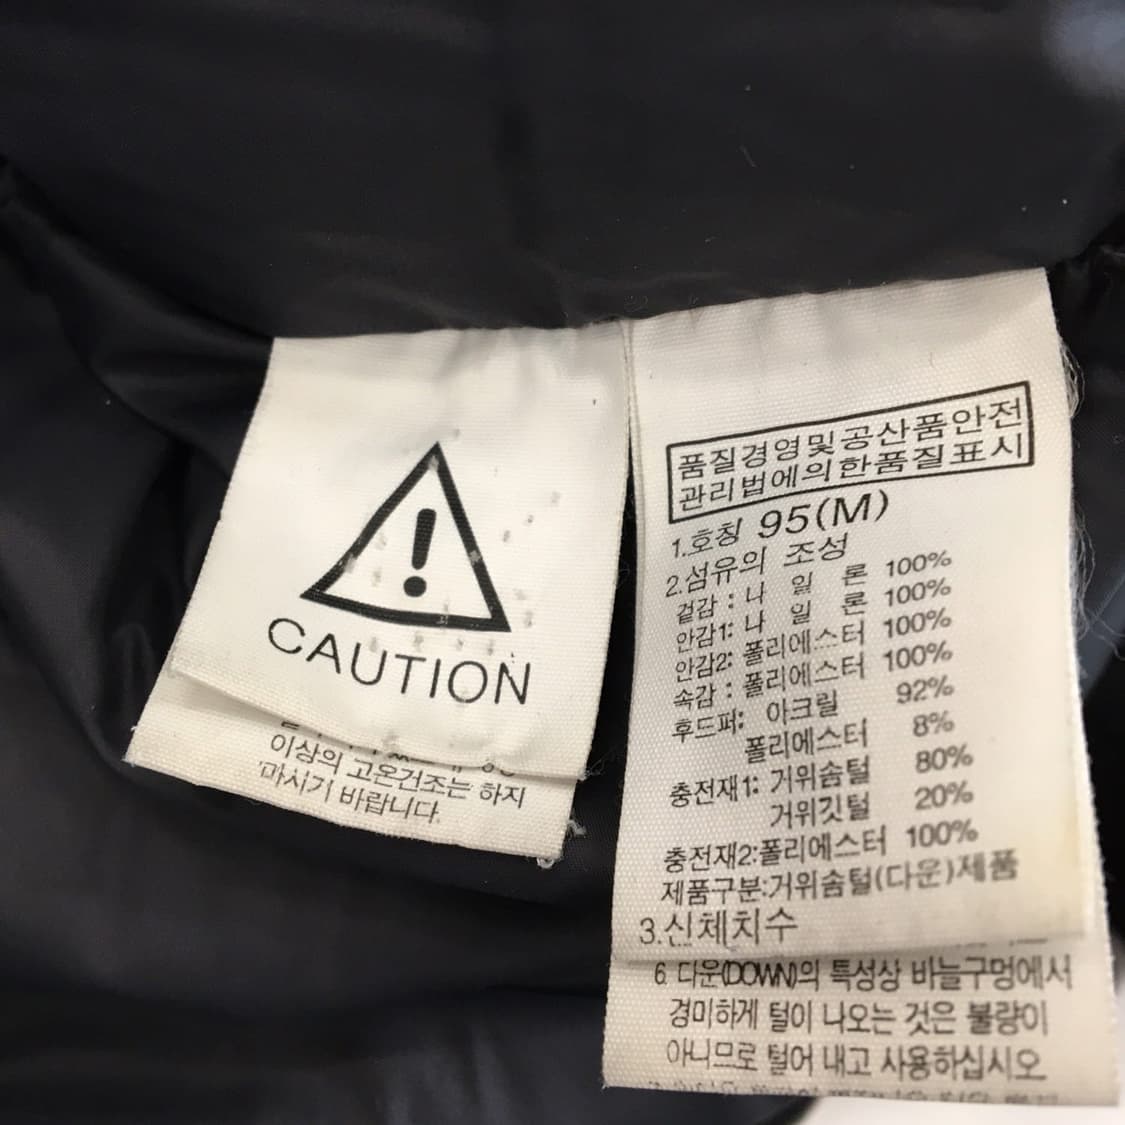 CAUTION
이상의 고온건조는 하지
마시기 바랍니다.
품질경영및공산품안전
관리법에의한품질표시
1.호칭 95(M)
2.섬유의 조성
겉감 : 나 일 론 100%
안감1: 나 일 론 100%
안감2: 폴리에스터 100%
속감 : 폴리에스터 100%
후드퍼: 아크릴 92%
폴리에스터 8%
충전재1: 거위솜털 80%
거위깃털 20%
충전재2:폴리에스터 100%
제품구분:거위솜털(다운)제품
3.신체치수
6. 다운(DOWN)의 특성상 바늘구멍에서
경미하게 털이 나오는 것은 불량이
아니므로 털어 내고 사용하십시오